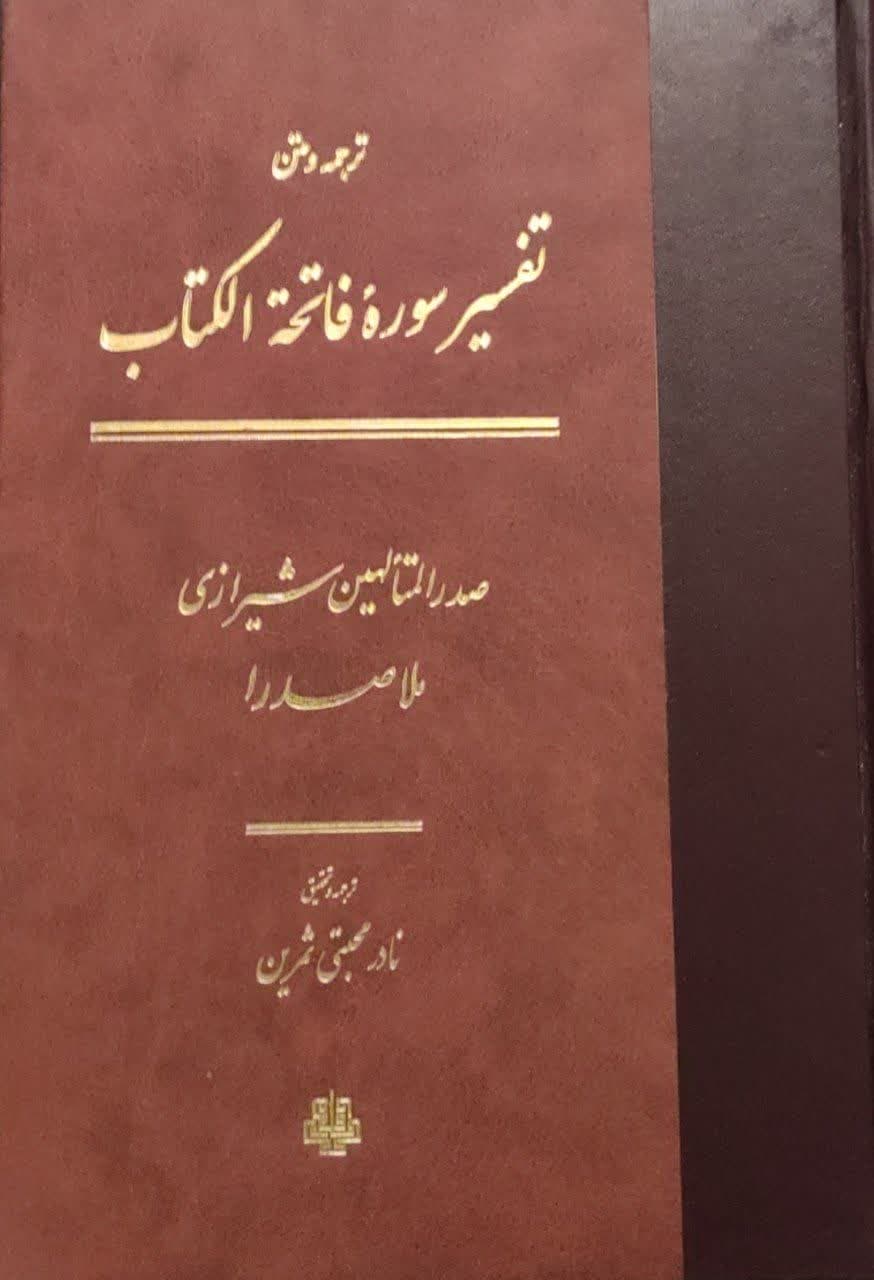 ترجمه و متن
تفسیر سورهٔ فاتحة الکتاب
صدرالمتألهین شیرازی
ملاصدرا
ترجمه و تحقیق
نادر مجتبی ثمرین